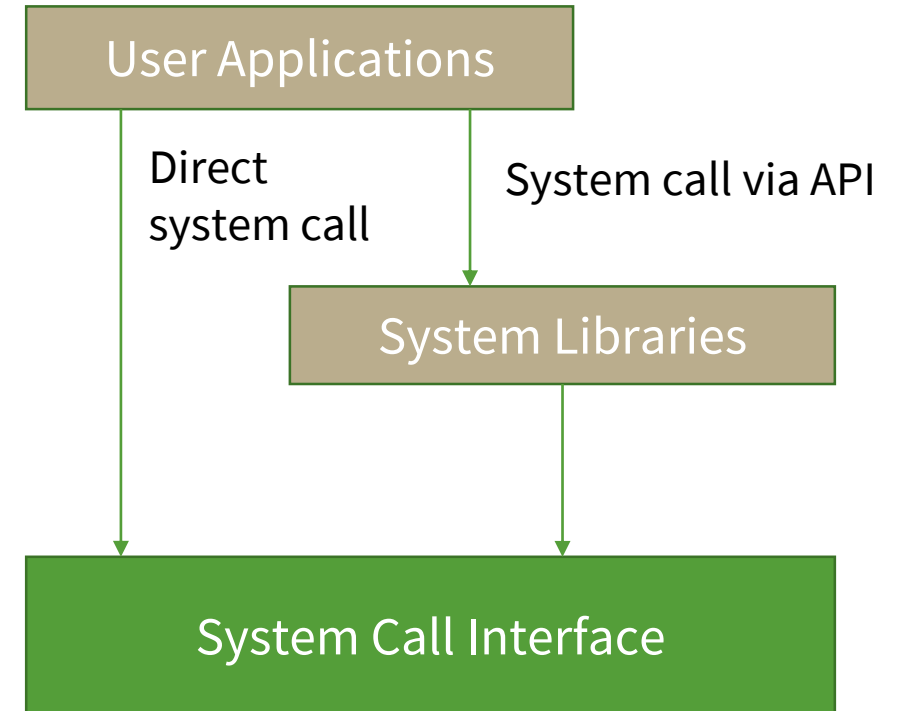 User Applications
Direct
system call
System call via API
System Libraries
System Call Interface